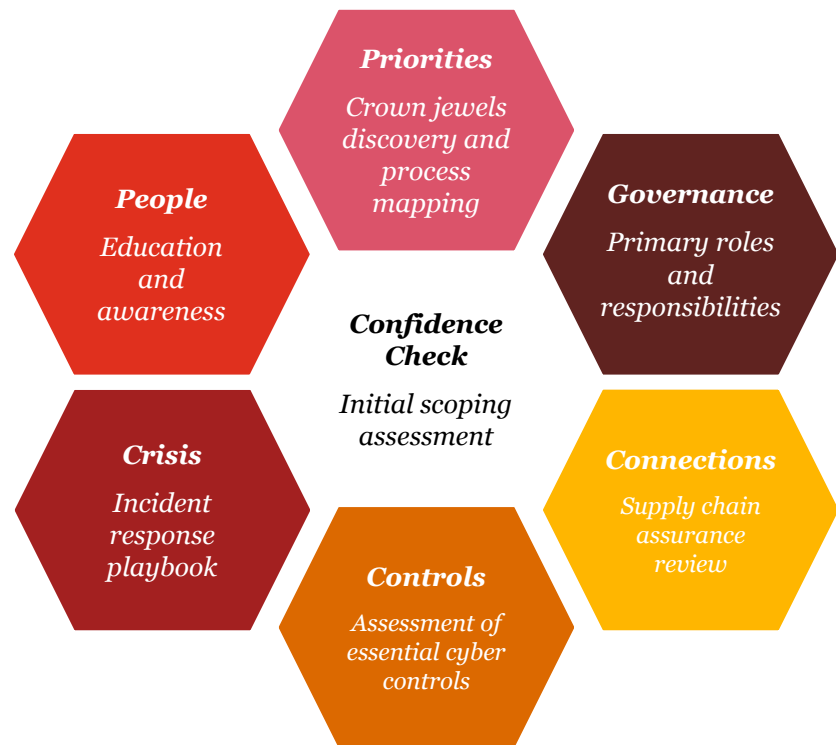 Priorities
Crown jewels
discovery and
process
mapping
People
Education
and
awareness
Governance
Primary roles
and
responsibilities
Confidence
Check
Initial scoping
assessment
Crisis
Incident
response
playbook
Connections
Supply chain
assurance
review
Controls
Assessment of
essential cyber
controls